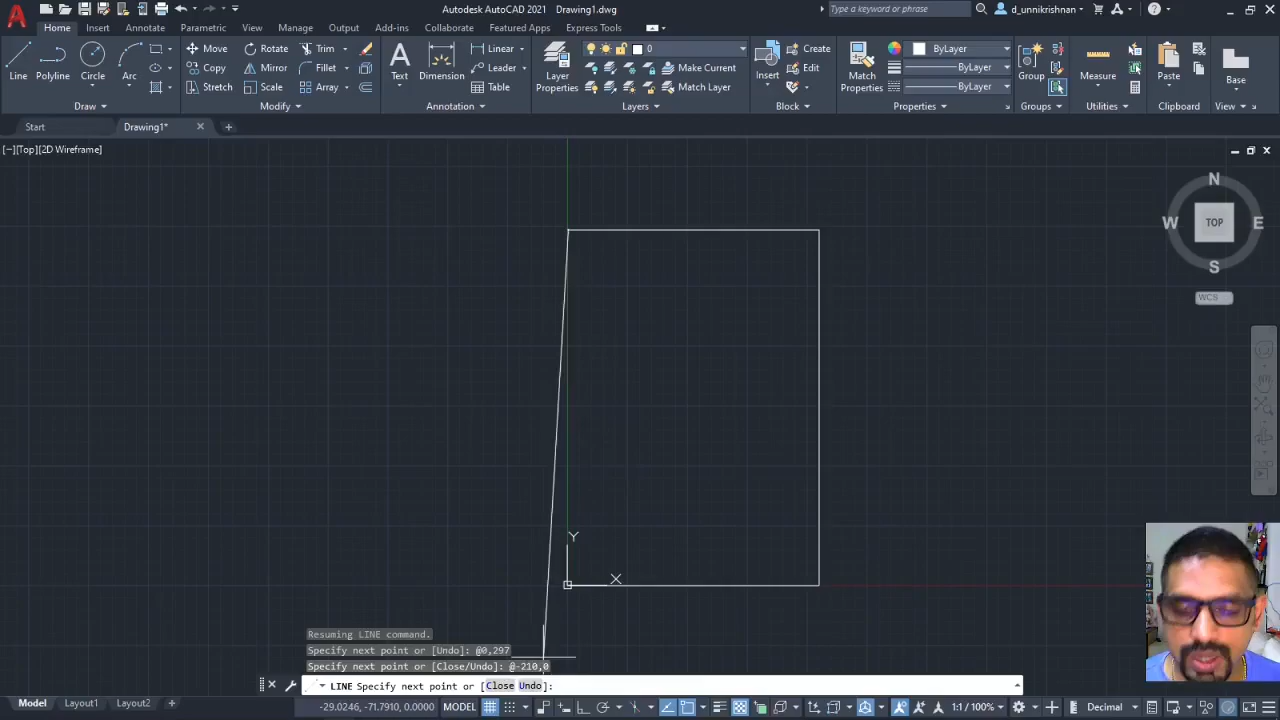 Autodesk AutoCAD 2021 Drawing1.dwg
Type a keyword or phrase
d_unnikrishnan
Home Insert Annotate Parametric View Manage Output Collaborate Express Tools Featured Apps
Line
Polyline
Circle
Arc
Move
Rotate
Trim
Copy
Mirror
Fillet
Stretch
Scale
Array
Text
Dimension
Linear
Leader
Table
Layer
Properties
0
Make Current
Match Layer
Insert
Create
Edit
Match
Properties
ByLayer
ByLayer
ByLayer
Group
Measure
Paste
Base
Draw Modify Annotation Layers Block Properties Groups Utilities Clipboard View
Start Drawing1*
[−][Top][2D Wireframe]
N
W TOP E
S
WCS
Y
X
Resuming LINE command.
Specify next point or [Undo]: @0,297
Specify next point or [Close/Undo]: @-210,0
LINE Specify next point or [Close Undo]:
Model Layout1 Layout2
-29.0246, -71.7910, 0.0000 MODEL 1:1 / 100% Decimal